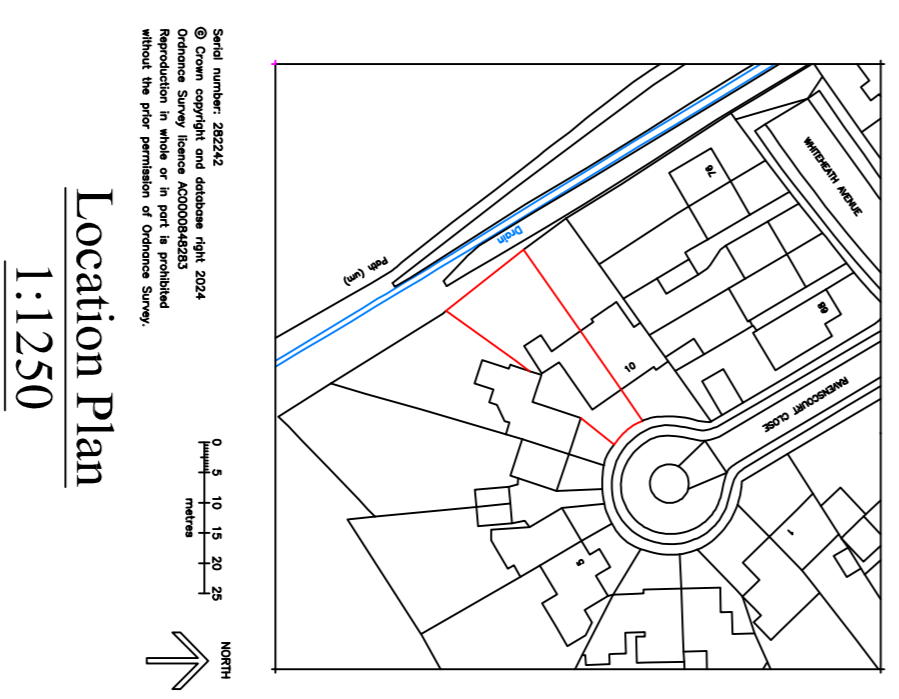 WHITEHEATH AVENUE
76
68
RAVENSCOURT CLOSE
Drain
Path (um)
10
1
5
Serial number: 282242
© Crown copyright and database right 2024
Ordnance Survey licence AC0000848283
Reproduction in whole or in part is prohibited
without the prior permission of Ordnance Survey.
0 5 10 15 20 25
metres
NORTH
Location Plan
1:1250